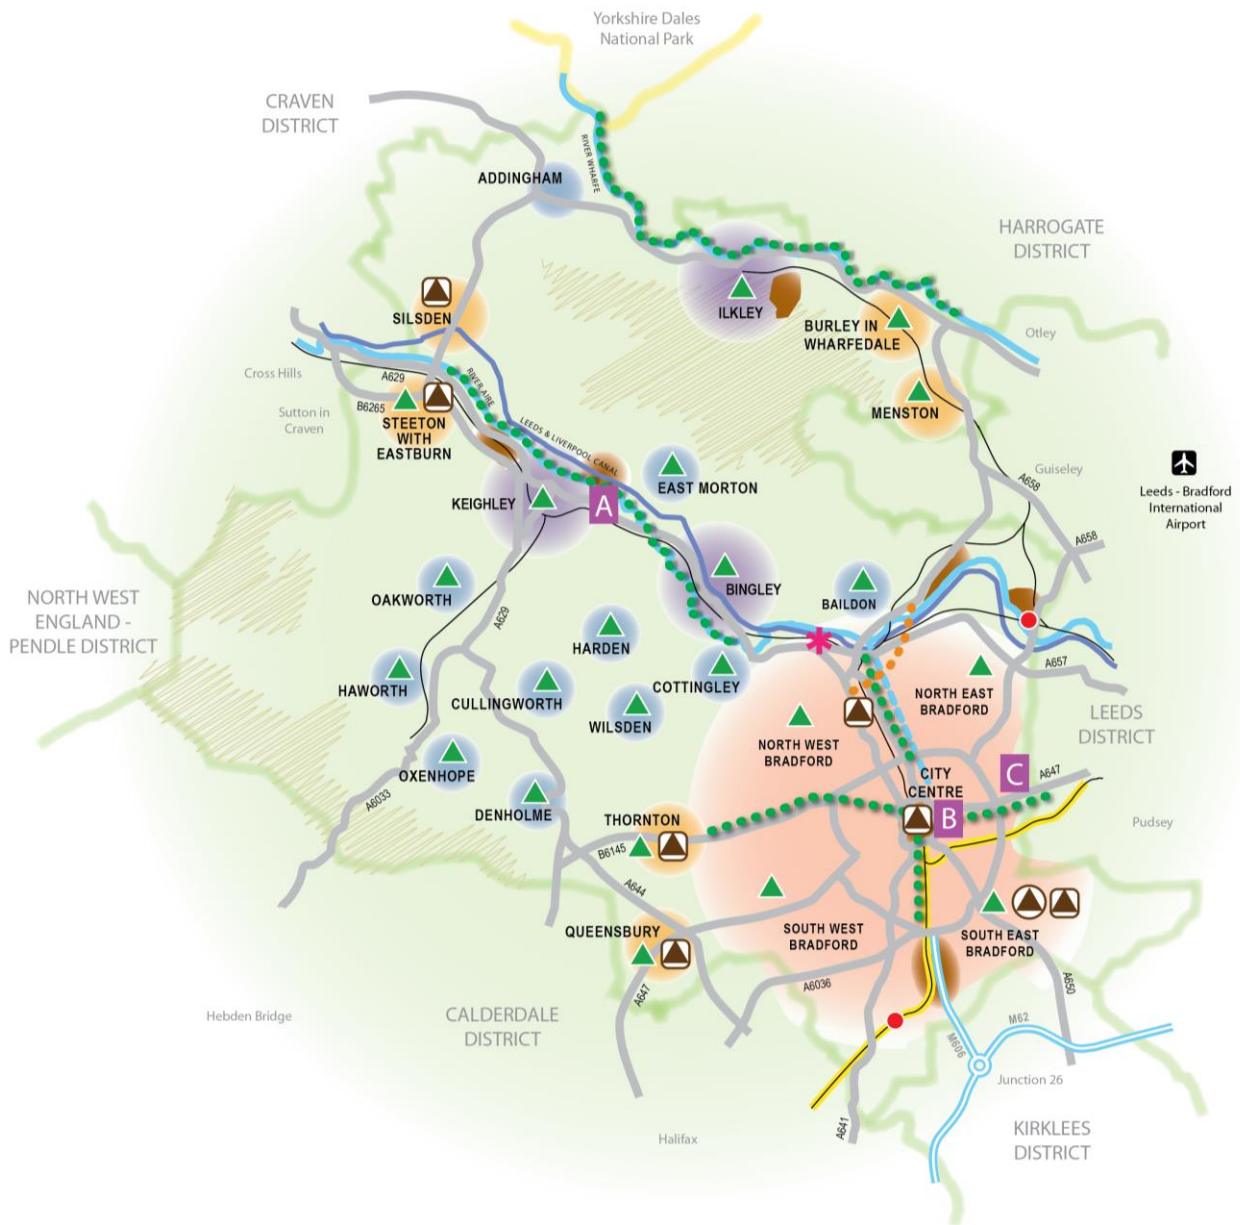 Yorkshire Dales
National Park
CRAVEN
DISTRICT
RIVER WHARFE
ADDINGHAM
HARROGATE
DISTRICT
SILSDEN
ILKLEY
BURLEY IN
WHARFEDALE
Otley
Cross Hills
A629
RIVER AIRE
B6265
Sutton in
Craven
STEETON
WITH
EASTBURN
MENSTON
LEEDS & LIVERPOOL CANAL
Guiseley
A658
Leeds - Bradford
International
Airport
EAST MORTON
KEIGHLEY
A
A658
BINGLEY
OAKWORTH
BAILDON
NORTH WEST
ENGLAND -
PENDLE DISTRICT
A629
HARDEN
HAWORTH
CULLINGWORTH
COTTINGLEY
WILSDEN
A657
NORTH EAST
BRADFORD
LEEDS
DISTRICT
NORTH WEST
BRADFORD
OXENHOPE
CITY
CENTRE
C
A647
A6033
DENHOLME
THORNTON
B
B6145
Pudsey
A644
QUEENSBURY
SOUTH WEST
BRADFORD
SOUTH EAST
BRADFORD
A647
A6036
A650
CALDERDALE
DISTRICT
Hebden Bridge
M62
M606
Junction 26
A641
Halifax
KIRKLEES
DISTRICT